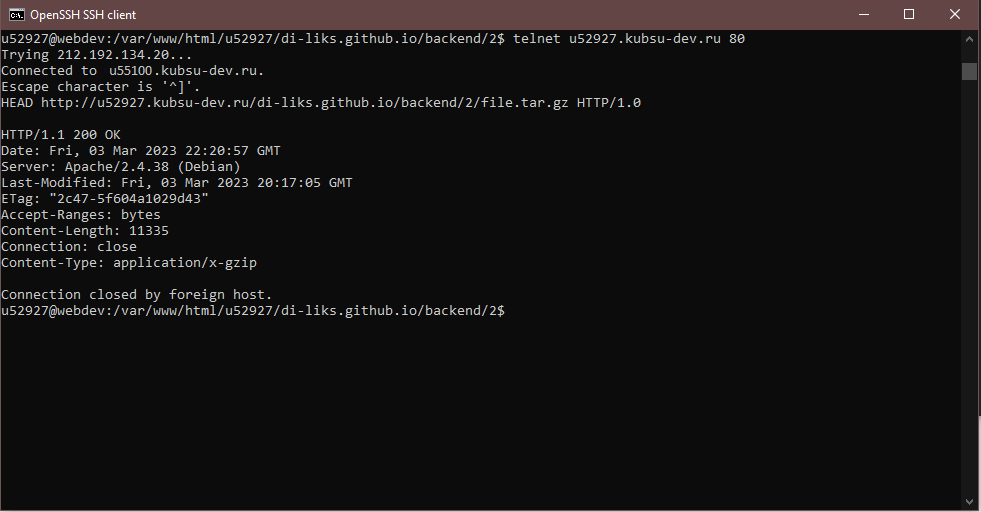 OpenSSH SSH client
u52927@webdev:/var/www/html/u52927/di-liks.github.io/backend/2$ telnet u52927.kubsu-dev.ru 80
Trying 212.192.134.20...
Connected to u55100.kubsu-dev.ru.
Escape character is '^]'.
HEAD http://u52927.kubsu-dev.ru/di-liks.github.io/backend/2/file.tar.gz HTTP/1.0
HTTP/1.1 200 OK
Date: Fri, 03 Mar 2023 22:20:57 GMT
Server: Apache/2.4.38 (Debian)
Last-Modified: Fri, 03 Mar 2023 20:17:05 GMT
ETag: "2c47-5f604a1029d43"
Accept-Ranges: bytes
Content-Length: 11335
Connection: close
Content-Type: application/x-gzip
Connection closed by foreign host.
u52927@webdev:/var/www/html/u52927/di-liks.github.io/backend/2$